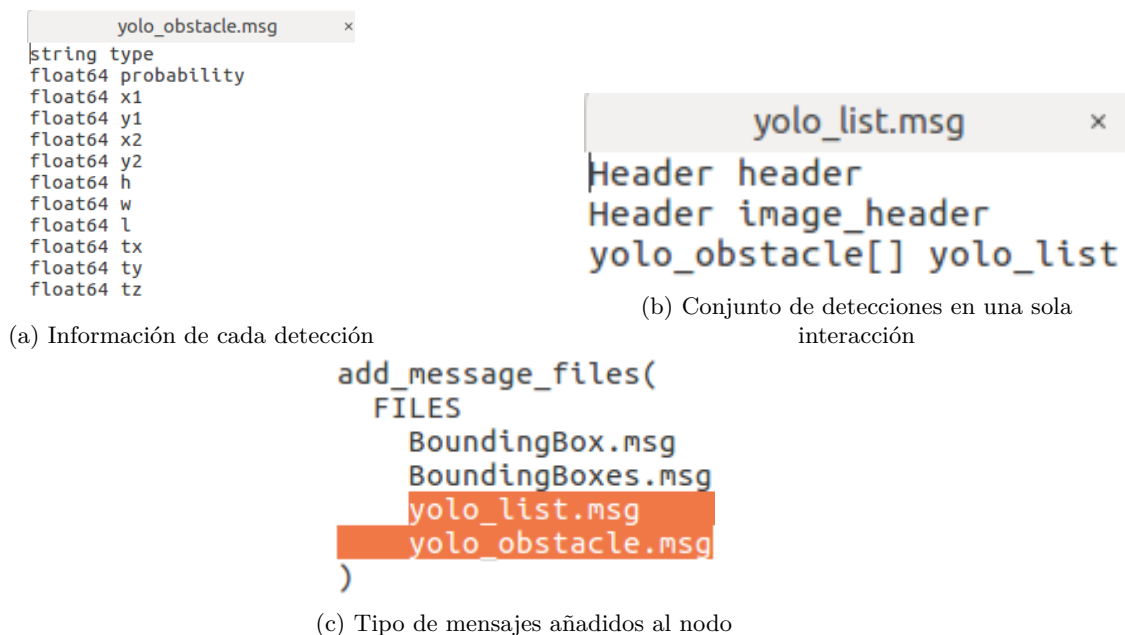 yolo_obstacle.msg ×
string type
float64 probability
float64 x1
float64 y1
float64 x2
float64 y2
float64 h
float64 w
float64 l
float64 tx
float64 ty
float64 tz
(a) Información de cada detección
yolo_list.msg ×
Header header
Header image_header
yolo_obstacle[] yolo_list
(b) Conjunto de detecciones en una sola
interacción
add_message_files(
FILES
BoundingBox.msg
BoundingBoxes.msg
yolo_list.msg
yolo_obstacle.msg
)
(c) Tipo de mensajes añadidos al nodo